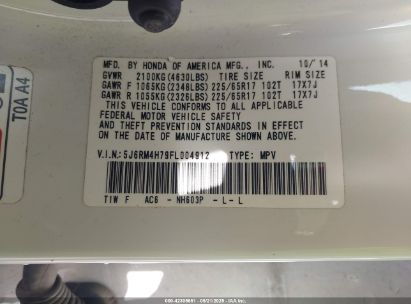 MFD. BY HONDA OF AMERICA MFG., INC. 10/14
GVWR 2100KG(4630LBS) TIRE SIZE RIM SIZE
GAWR F 1065KG(2348LBS) 225/65R17 102T 17X7J
GAWR R 1055KG(2326LBS) 225/65R17 102T 17X7J
THIS VEHICLE CONFORMS TO ALL APPLICABLE
FEDERAL MOTOR VEHICLE SAFETY, BUMPER,
AND THEFT PREVENTION STANDARDS IN EFFECT
ON THE DATE OF MANUFACTURE SHOWN ABOVE.
V.I.N.:5J6RM4H79FL004912 TYPE: MPV
TIW F AC6 - NH603P - L - L
T0A A4